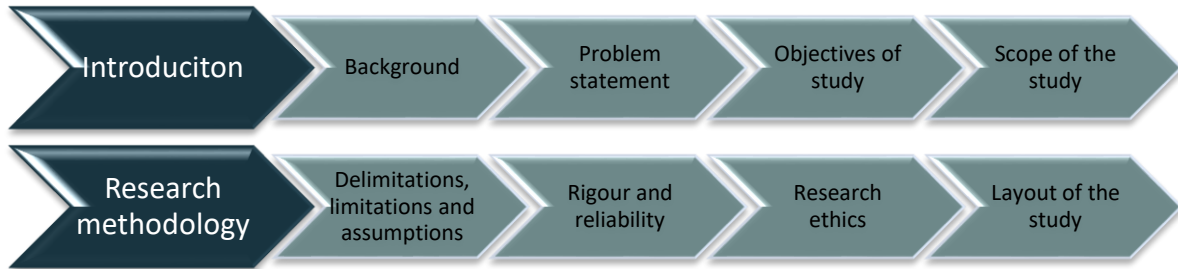 Introduciton
Background
Problem
statement
Objectives of
study
Scope of the
study
Research
methodology
Delimitations,
limitations and
assumptions
Rigour and
reliability
Research
ethics
Layout of the
study